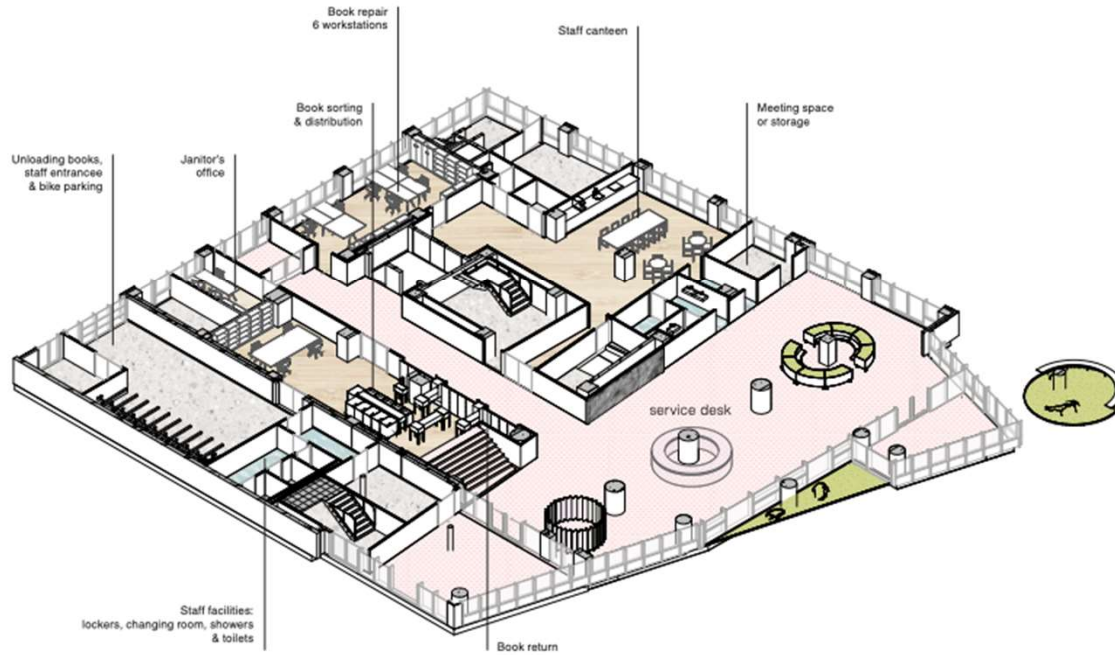 Book repair
6 workstations
Staff canteen
Book sorting
& distribution
Meeting space
or storage
Unloading books,
staff entrancee
& bike parking
Janitor's
office
service desk
Staff facilities:
lockers, changing room, showers
& toilets
Book return